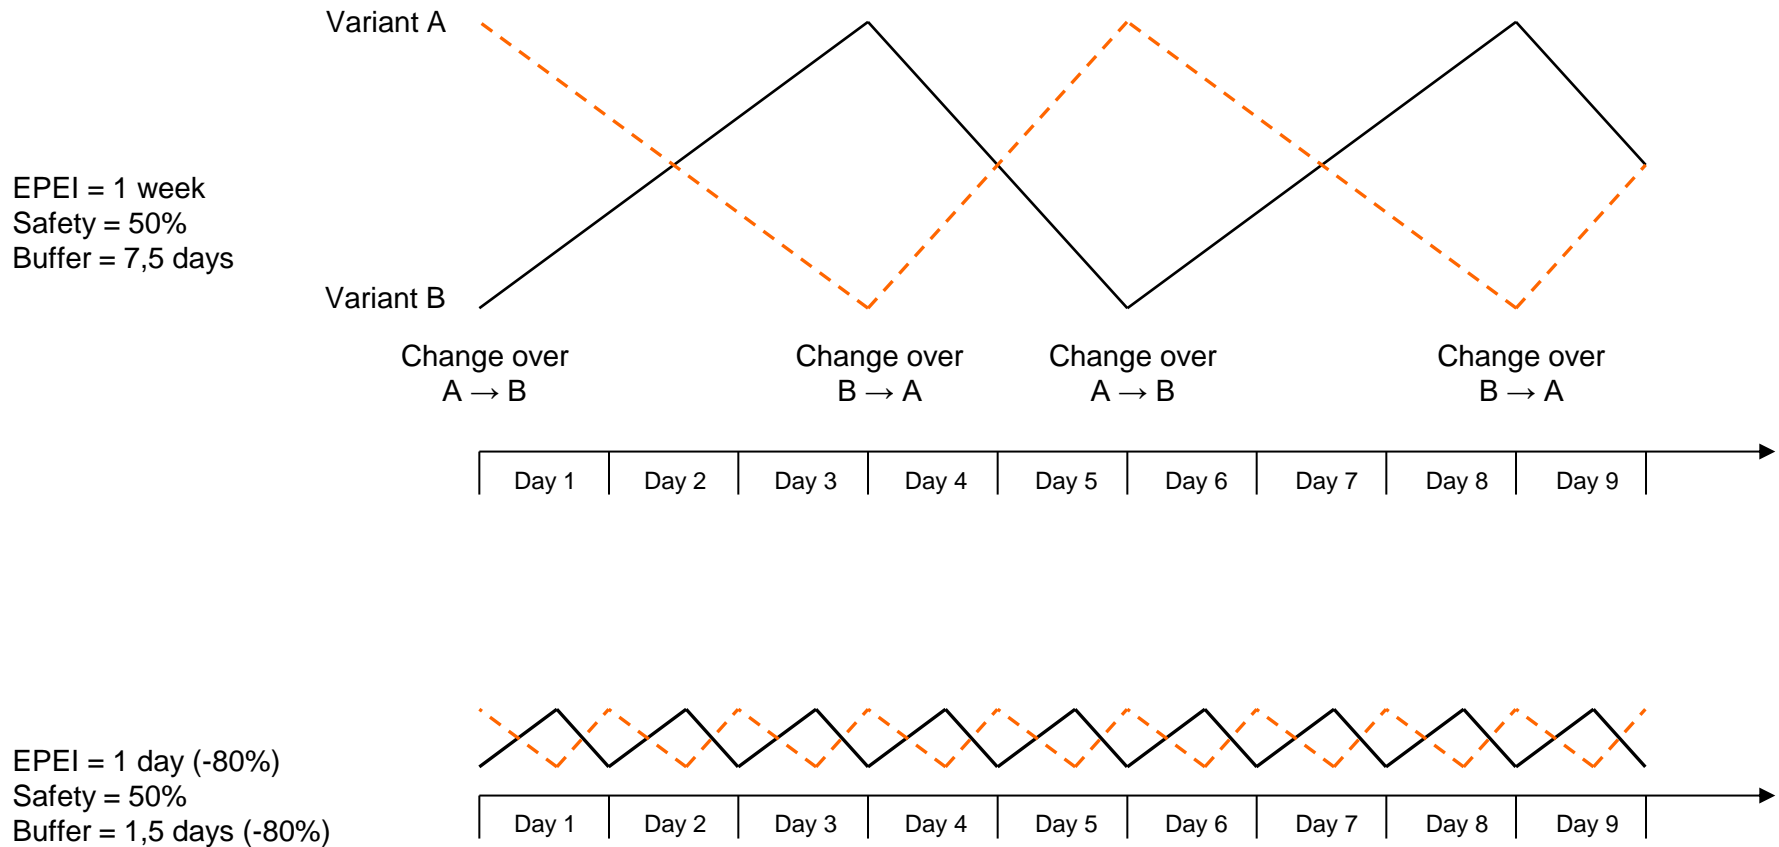 Variant A
EPEI = 1 week
Safety = 50%
Buffer = 7,5 days
Variant B
Change over
A → B
Change over
B → A
Change over
A → B
Change over
B → A
Day 1
Day 2
Day 3
Day 4
Day 5
Day 6
Day 7
Day 8
Day 9
EPEI = 1 day (-80%)
Safety = 50%
Buffer = 1,5 days (-80%)
Day 1
Day 2
Day 3
Day 4
Day 5
Day 6
Day 7
Day 8
Day 9